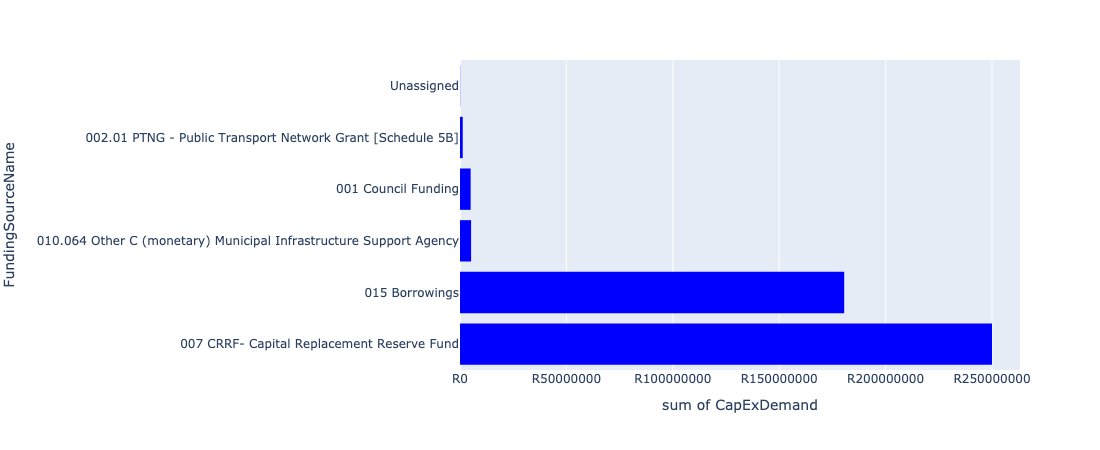 FundingSourceName
Unassigned
002.01 PTNG - Public Transport Network Grant [Schedule 5B]
001 Council Funding
010.064 Other C (monetary) Municipal Infrastructure Support Agency
015 Borrowings
007 CRRF- Capital Replacement Reserve Fund
R0 R50000000 R100000000 R150000000 R200000000 R250000000
sum of CapExDemand